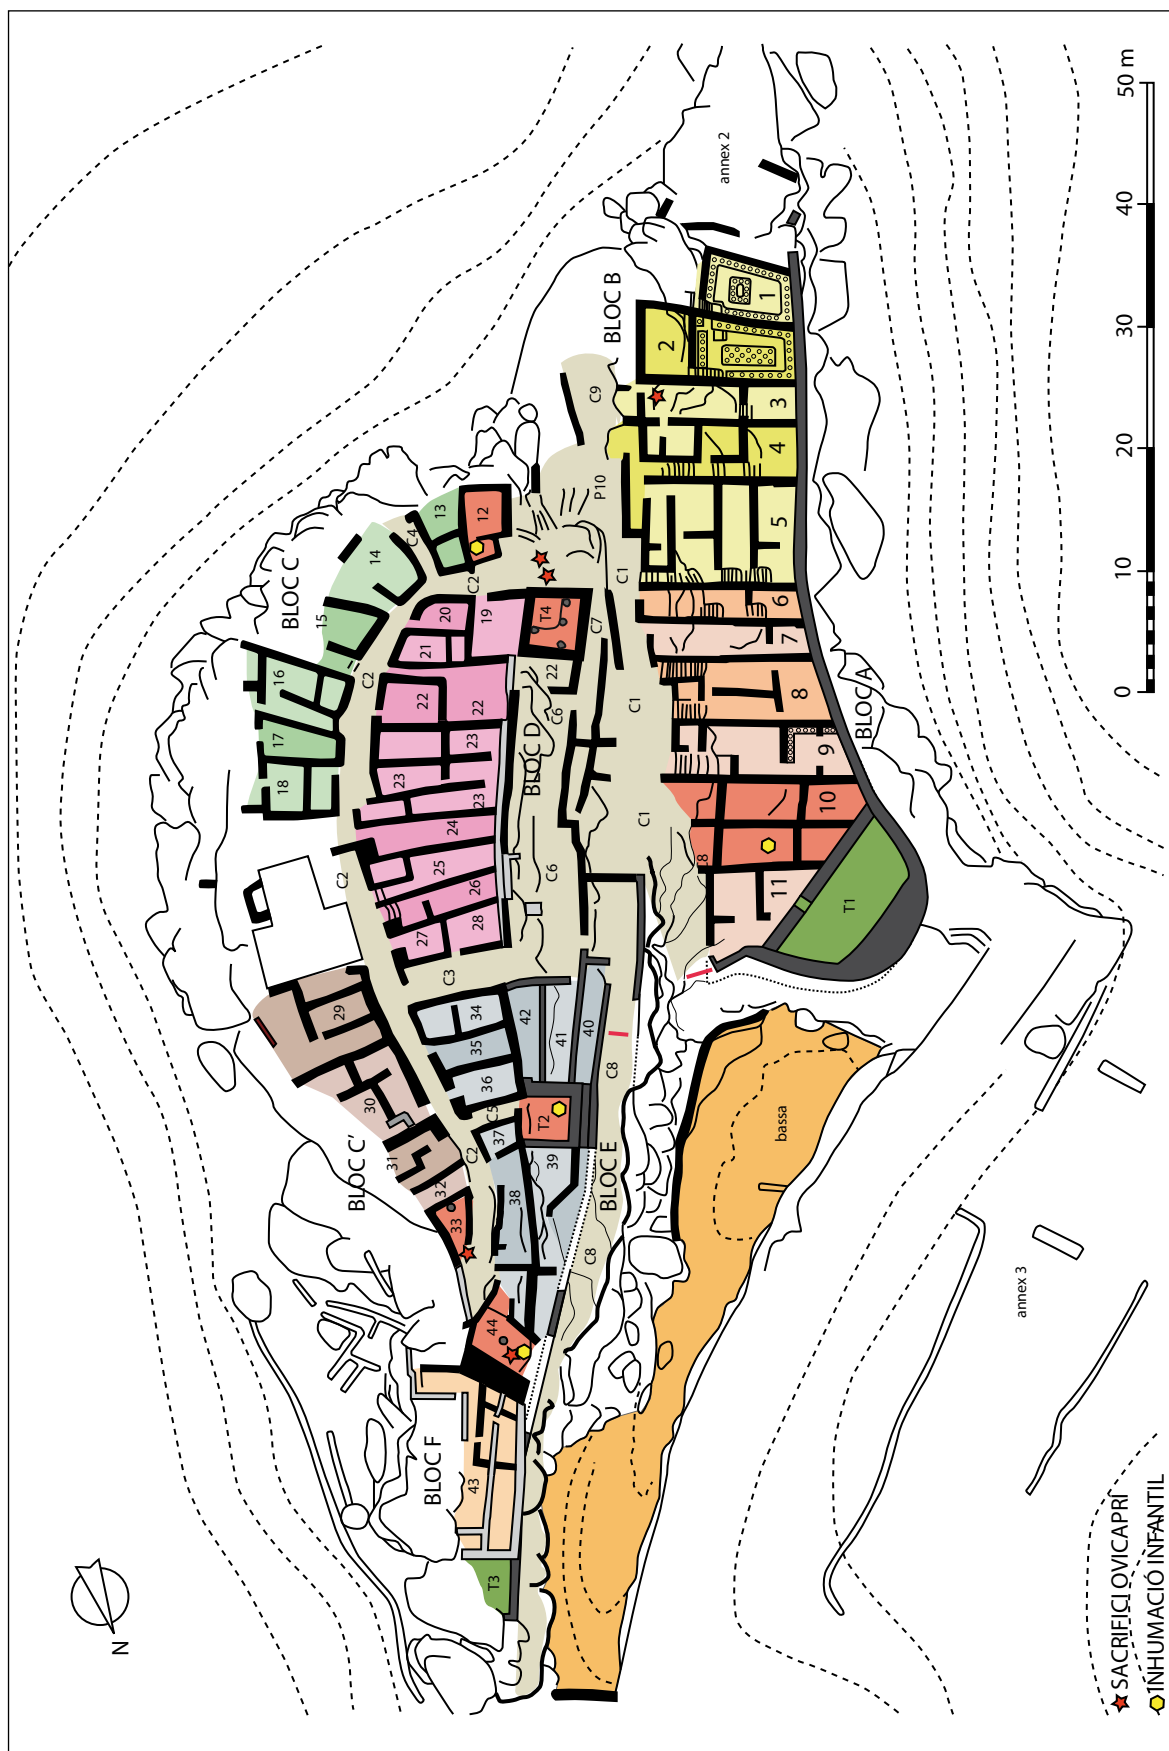 annex 2
BLOC B
1
2
3
4
5
C9
P10
C1
6
7
8
9
10
11
C8
BLOC A
T1
C1
C1
C7
T4
12
13
C4
14
BLOC C
15
16
17
18
C2
C2
C2
19
20
21
22
22
22
23
23
23
24
25
26
27
28
BLOC D
C6
C6
C3
29
30
31
32
33
BLOC C'
C2
C5
34
35
36
37
38
39
40
41
42
T2
C8
C8
BLOC E
44
BLOC F
43
T3
bassa
annex 3
N
0
10
20
30
40
50 m
SACRIFICI OVICAPRÍ
INHUMACIÓ INFANTIL